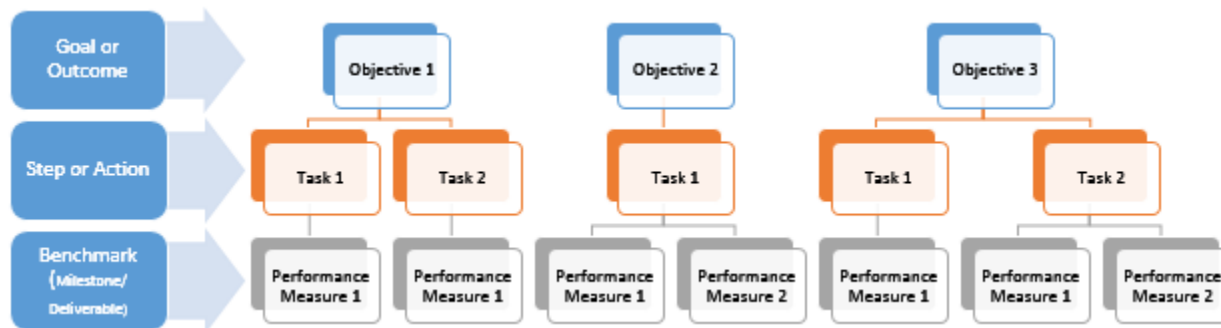 Goal or
Outcome
Objective 1
Objective 2
Objective 3
Step or Action
Task 1
Task 2
Task 1
Task 1
Task 2
Benchmark
(Milestone/
Deliverable)
Performance
Measure 1
Performance
Measure 1
Performance
Measure 1
Performance
Measure 2
Performance
Measure 1
Performance
Measure 1
Performance
Measure 2